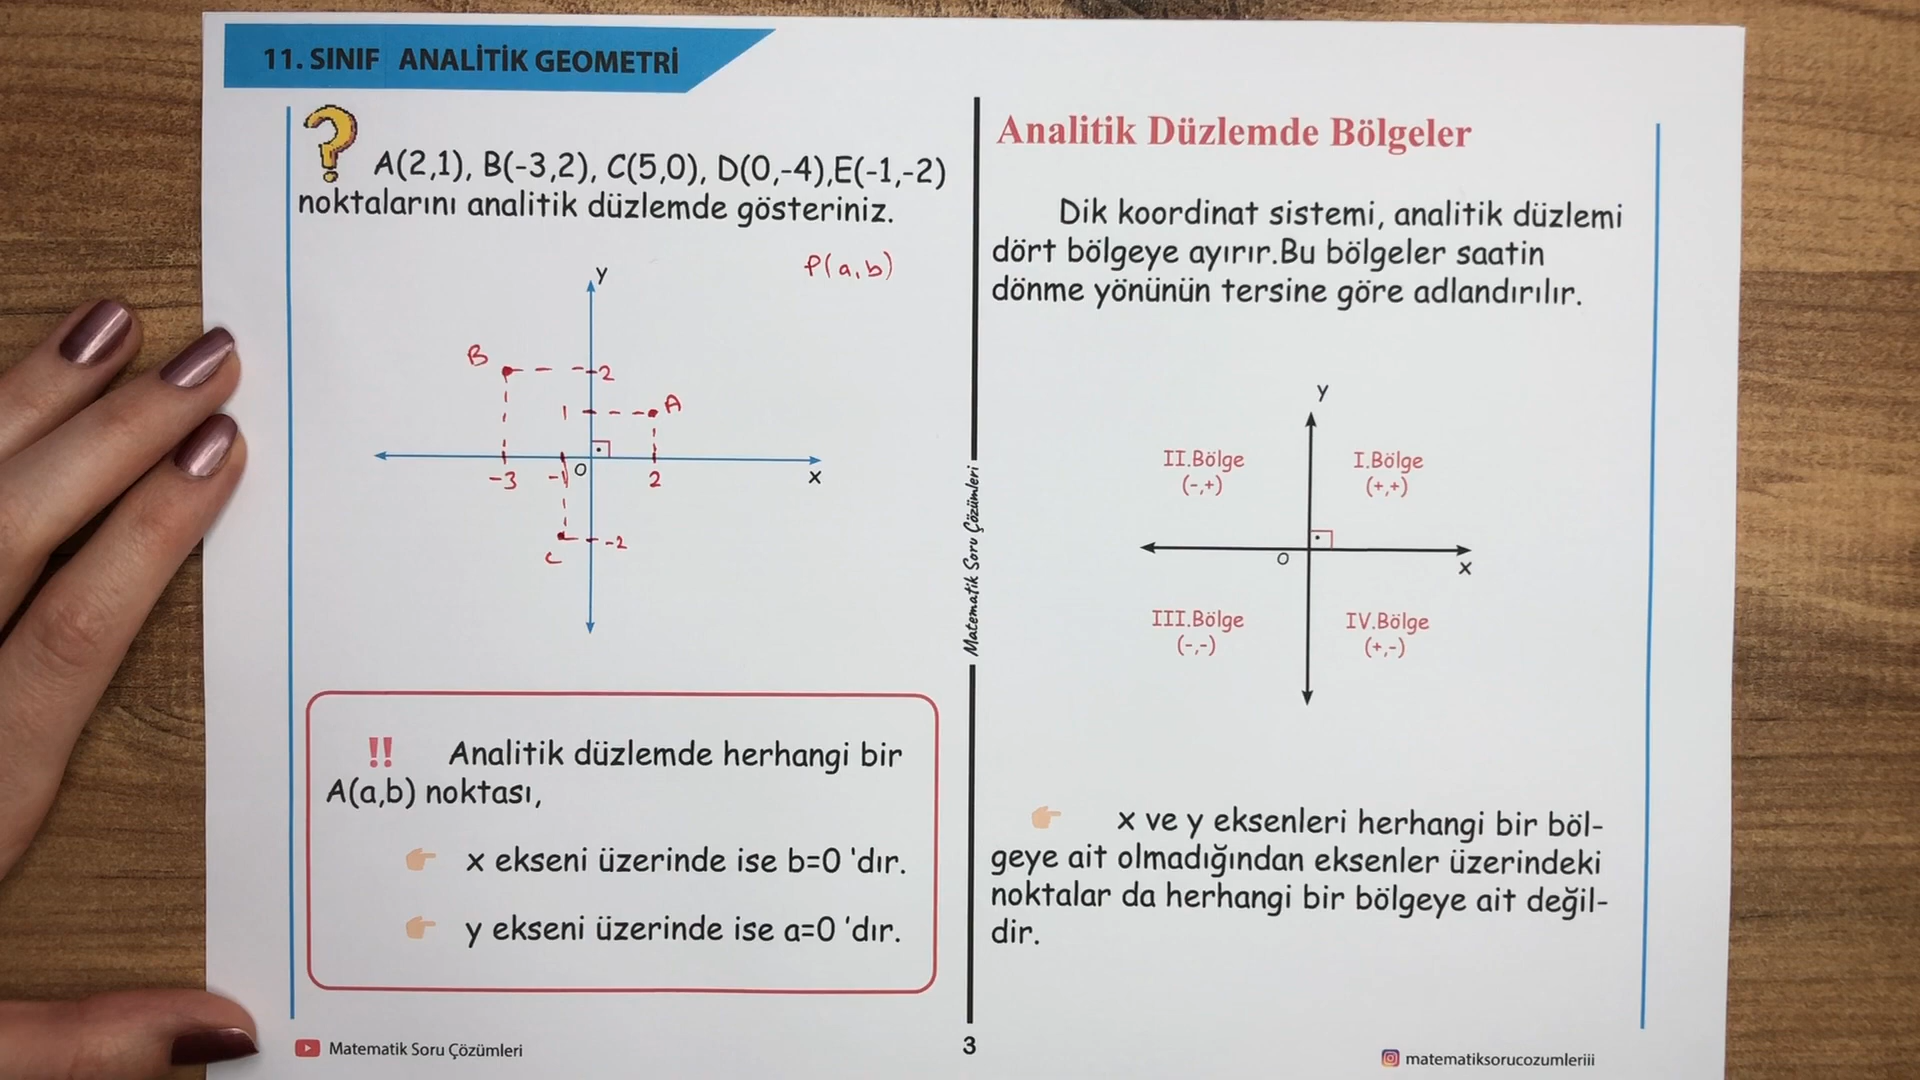 11. SINIF ANALİTİK GEOMETRİ
A(2,1), B(-3,2), C(5,0), D(0,-4),E(-1,-2)
noktalarını analitik düzlemde gösteriniz.
P(a,b)
y
B
2
1
A
-3
-1
O
2
x
-2
C
!! Analitik düzlemde herhangi bir
A(a,b) noktası,
x ekseni üzerinde ise b=0 'dır.
y ekseni üzerinde ise a=0 'dır.
Matematik Soru Çözümleri
Matematik Soru Çözümleri
3
Analitik Düzlemde Bölgeler
Dik koordinat sistemi, analitik düzlemi
dört bölgeye ayırır.Bu bölgeler saatin
dönme yönünün tersine göre adlandırılır.
y
II.Bölge
(-,+)
I.Bölge
(+,+)
O
x
III.Bölge
(-,-)
IV.Bölge
(+,-)
x ve y eksenleri herhangi bir böl-
geye ait olmadığından eksenler üzerindeki
noktalar da herhangi bir bölgeye ait değil-
dir.
matematiksorucozumleriii